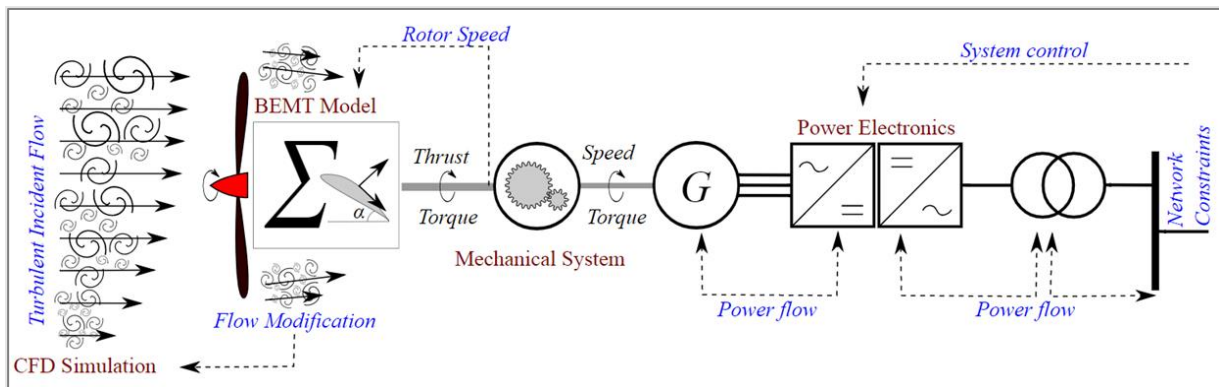 Rotor Speed
System control
BEMT Model
Power Electronics
Turbulent Incident Flow
Thrust
Torque
Speed
Torque
G
α
Σ
Network
Constraints
Mechanical System
Flow Modification
Power flow
Power flow
CFD Simulation